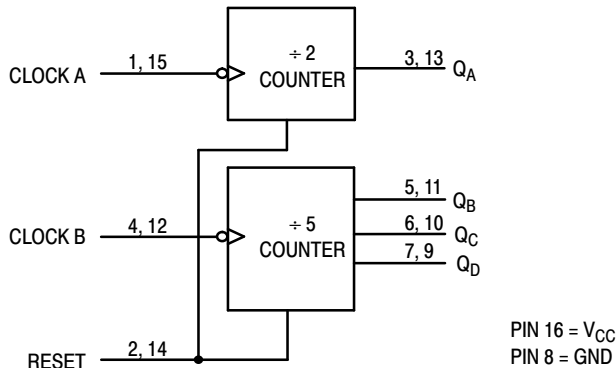 ÷ 2
COUNTER
CLOCK A
1, 15
3, 13
QA
÷ 5
COUNTER
CLOCK B
4, 12
5, 11
QB
6, 10
QC
7, 9
QD
RESET
2, 14
PIN 16 = VCC
PIN 8 = GND